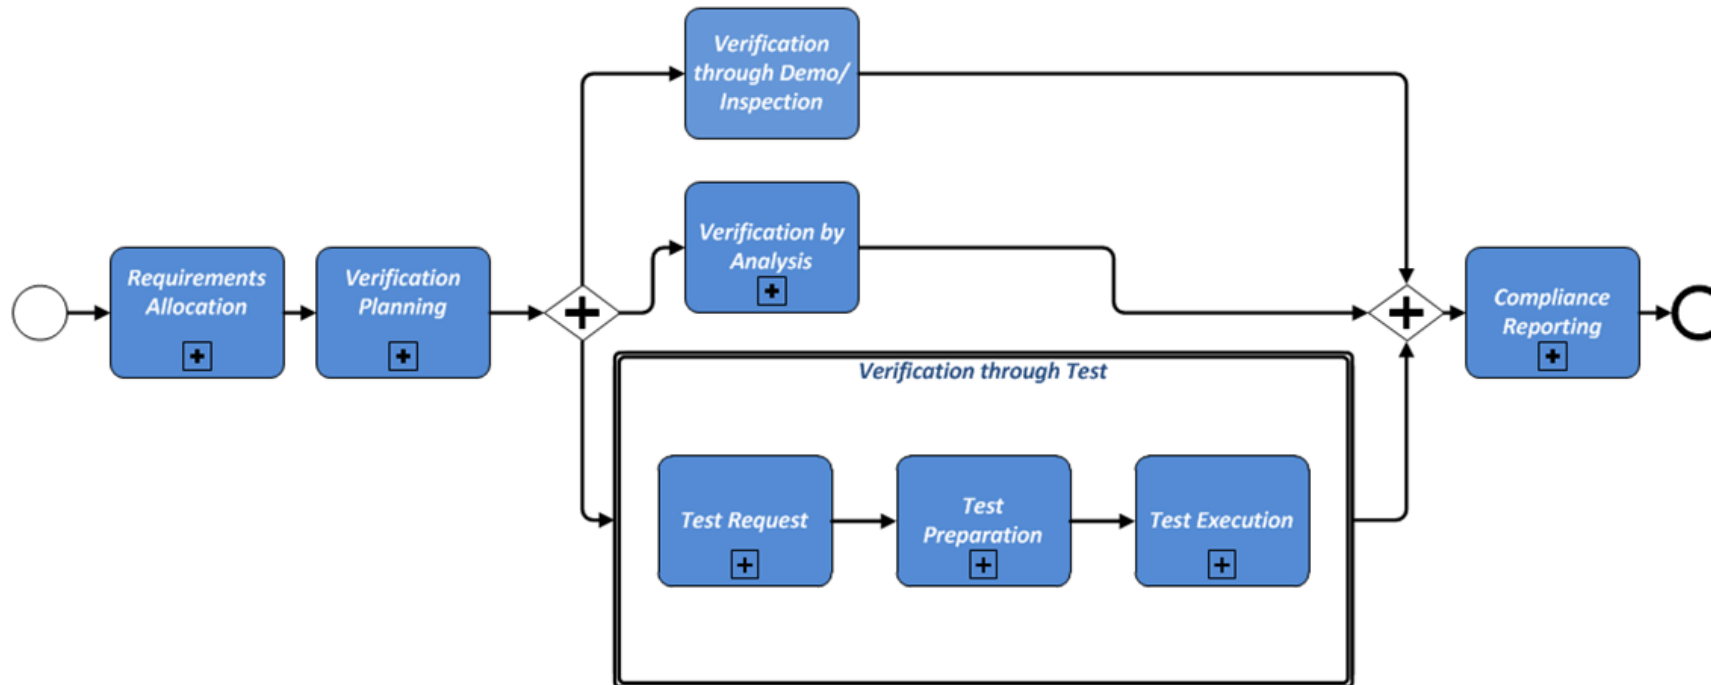 Verification
through Demo/
Inspection
Verification by
Analysis
Requirements
Allocation
Verification
Planning
Compliance
Reporting
Verification through Test
Test Request
Test
Preparation
Test Execution